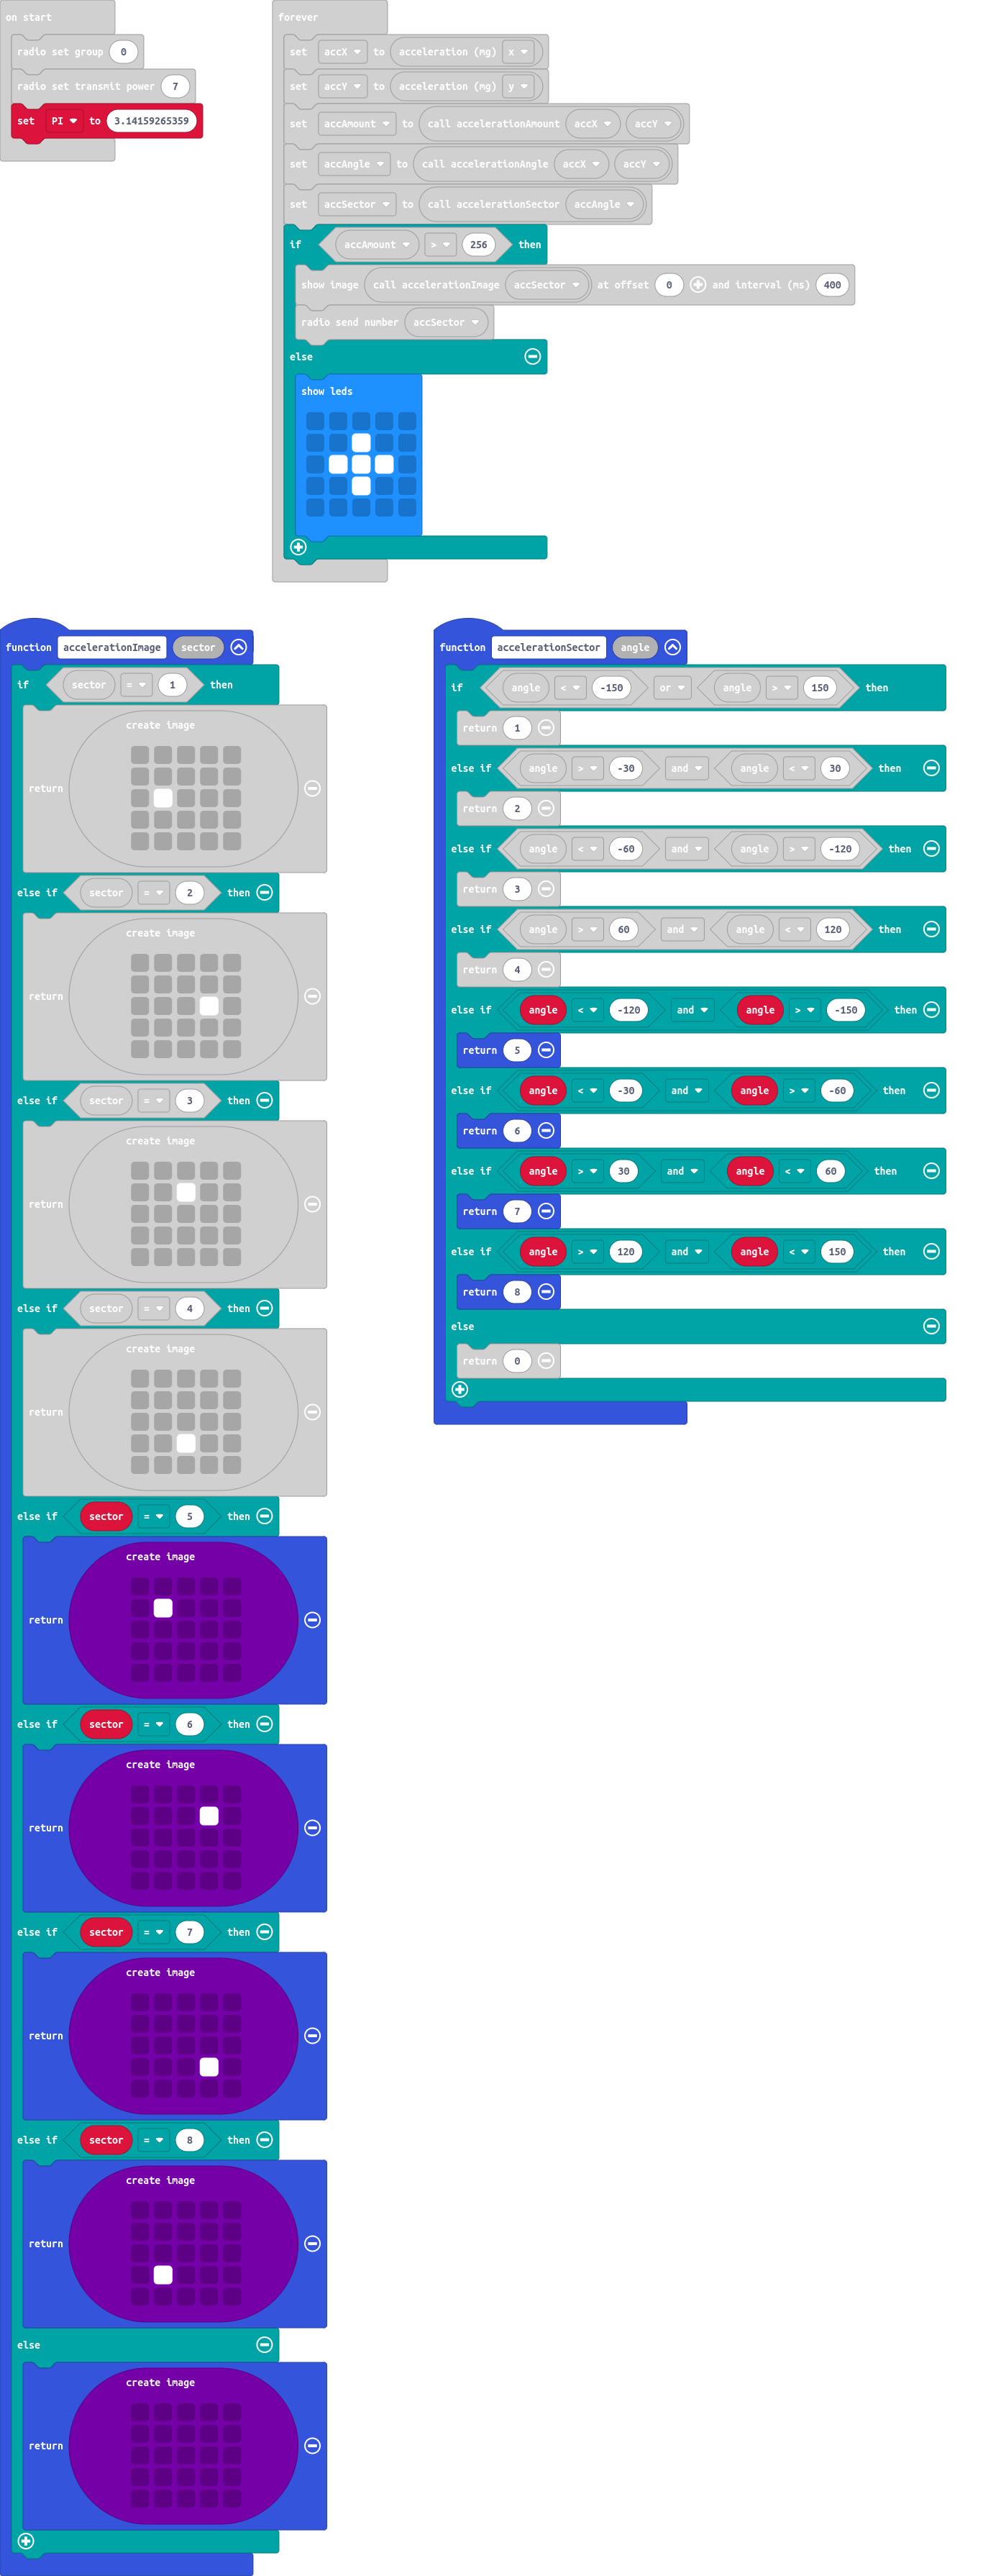 on start
radio set group 0
radio set transmit power 7
set PI to 3.14159265359
forever
set accX to acceleration (mg) x
set accY to acceleration (mg) y
set accAmount to call accelerationAmount accX accY
set accAngle to call accelerationAngle accX accY
set accSector to call accelerationSector accAngle
if accAmount > 256 then
show image call accelerationImage accSector at offset 0 and interval (ms) 400
radio send number accSector
else
show leds
function accelerationImage sector
if sector = 1 then
create image
return
else if sector = 2 then
create image
return
else if sector = 3 then
create image
return
else if sector = 4 then
create image
return
else if sector = 5 then
create image
return
else if sector = 6 then
create image
return
else if sector = 7 then
create image
return
else if sector = 8 then
create image
return
else
create image
return
function accelerationSector angle
if angle < -150 or angle > 150 then
return 1
else if angle > -30 and angle < 30 then
return 2
else if angle < -60 and angle > -120 then
return 3
else if angle > 60 and angle < 120 then
return 4
else if angle < -120 and angle > -150 then
return 5
else if angle < -30 and angle > -60 then
return 6
else if angle > 30 and angle < 60 then
return 7
else if angle > 120 and angle < 150 then
return 8
else
return 0